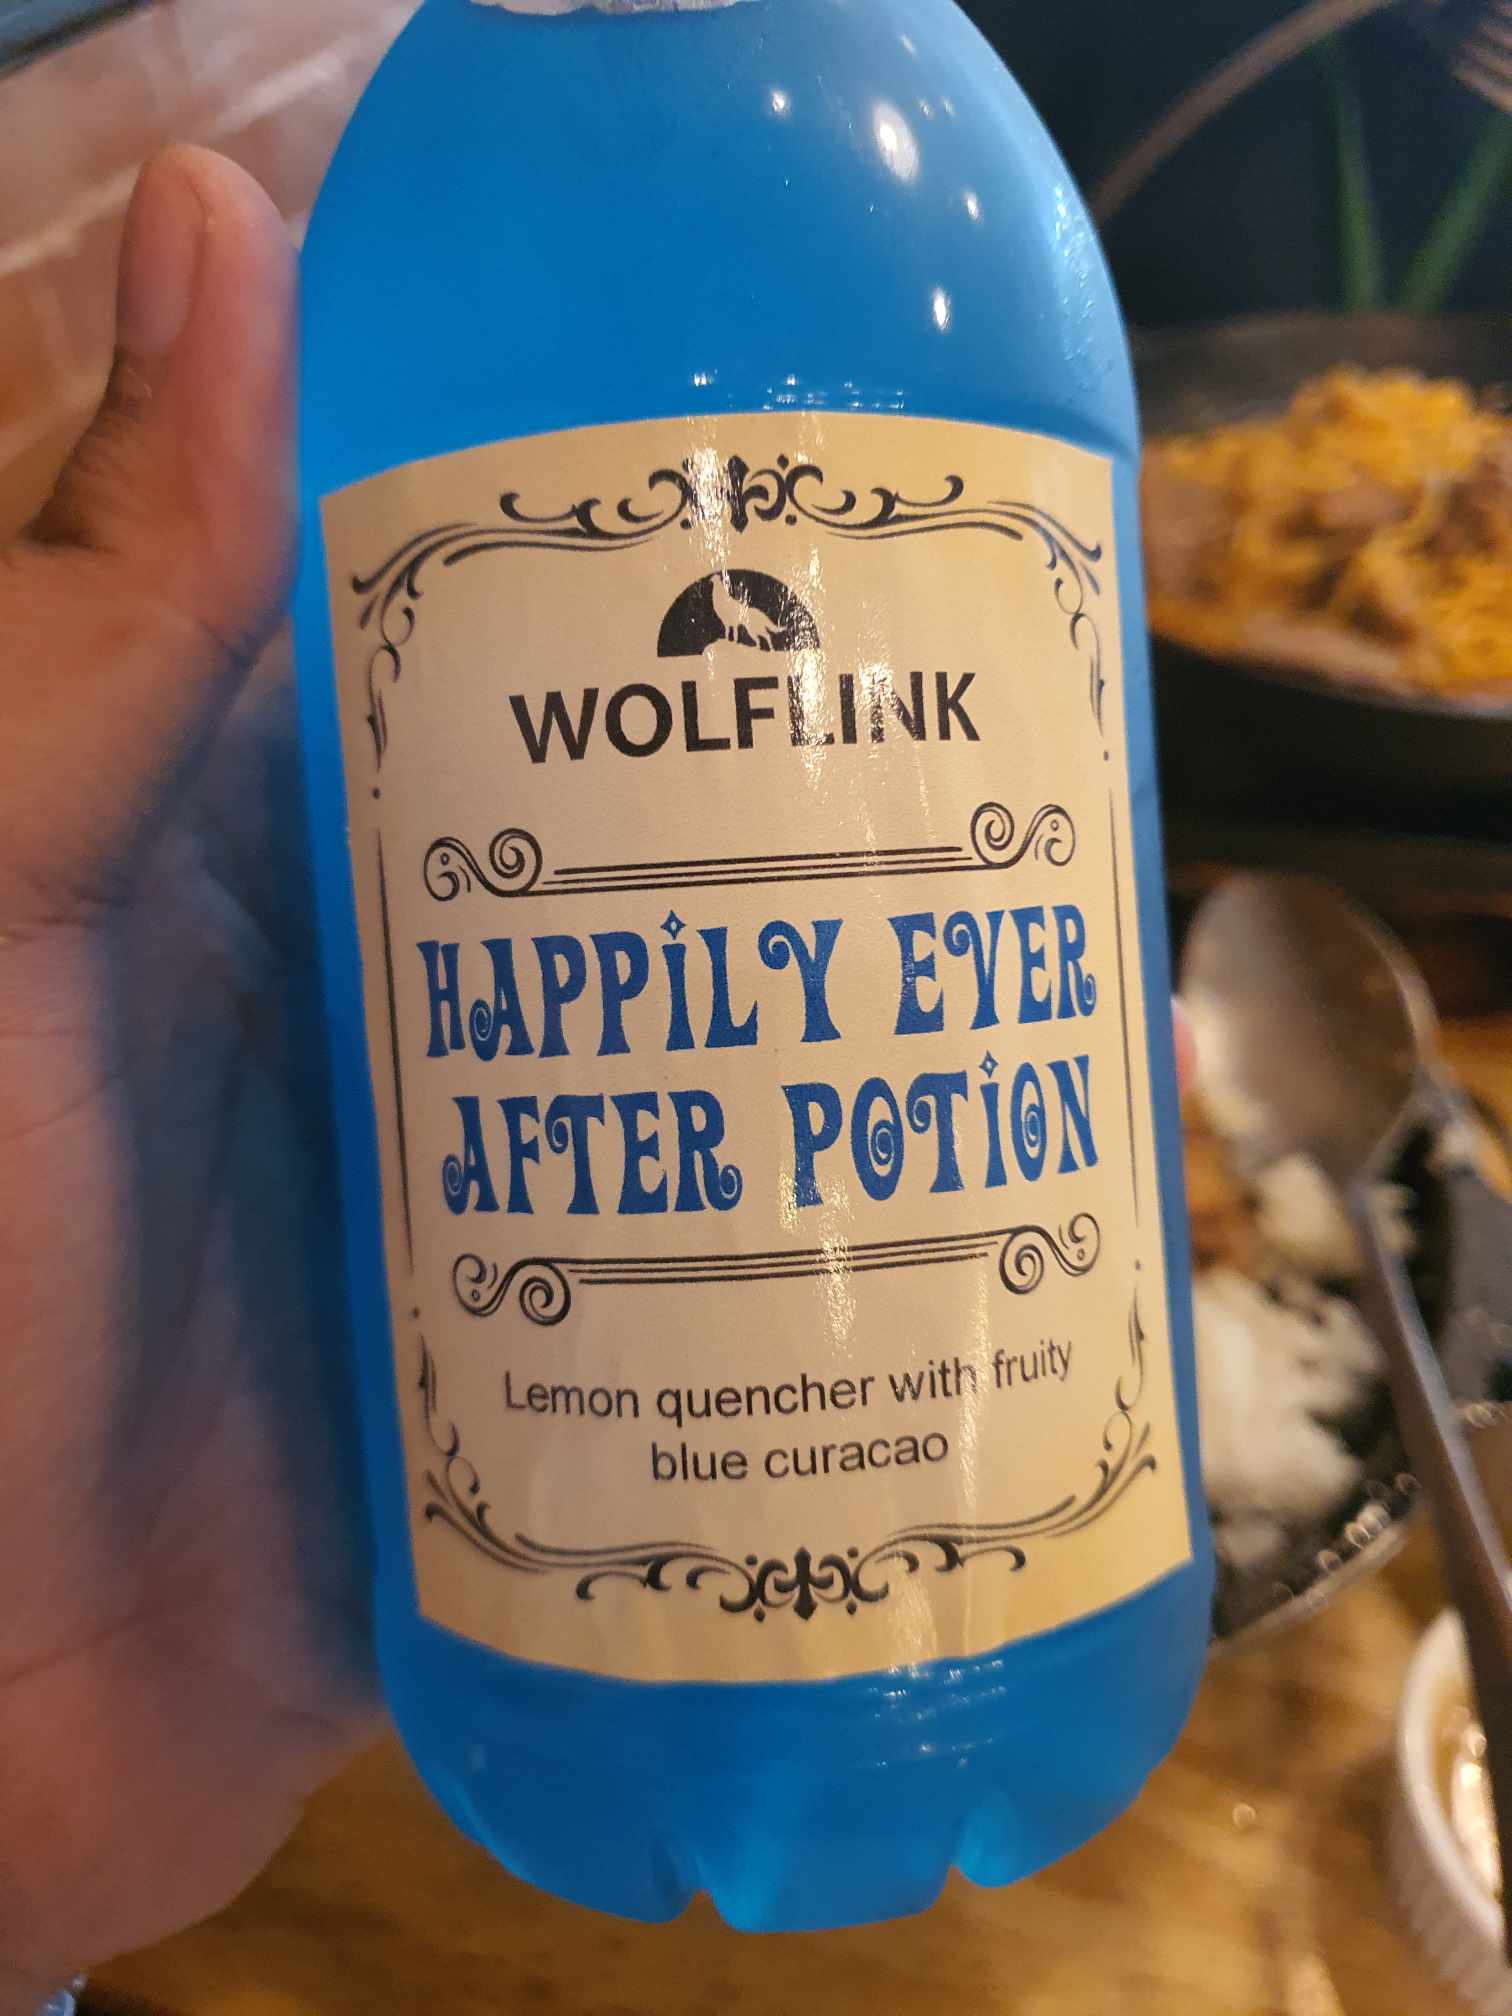 WOLFLINK
HAPPILY EVER
AFTER POTION
Lemon quencher with fruity
blue curacao